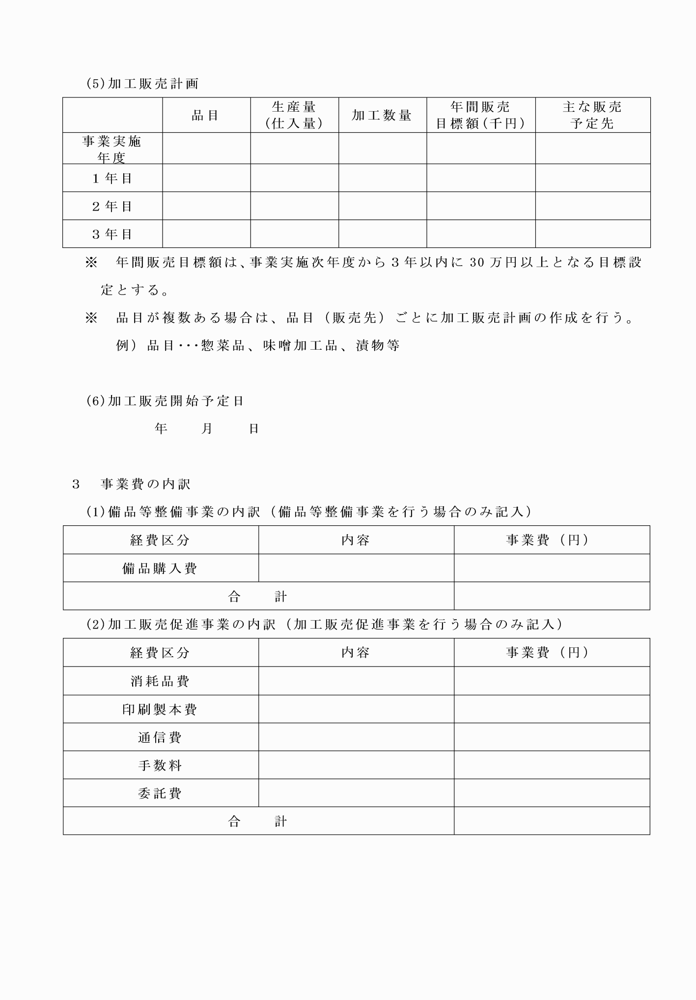 (5)加工販売計画
品目
生産量
(仕入量)
加工数量
年間販売
目標額(千円)
主な販売
予定先
事業実施
年度
１年目
２年目
３年目
※　年間販売目標額は、事業実施次年度から３年以内に 30 万円以上となる目標設
定とする。
※　品目が複数ある場合は、品目（販売先）ごとに加工販売計画の作成を行う。
例）品目･･･惣菜品、味噌加工品、漬物等
(6)加工販売開始予定日
年　　月　　日
３　事業費の内訳
(1)備品等整備事業の内訳（備品等整備事業を行う場合のみ記入）
経費区分　内容　事業費（円）
備品購入費
合　　計
(2)加工販売促進事業の内訳（加工販売促進事業を行う場合のみ記入）
経費区分　内容　事業費（円）
消耗品費
印刷製本費
通信費
手数料
委託費
合　　計